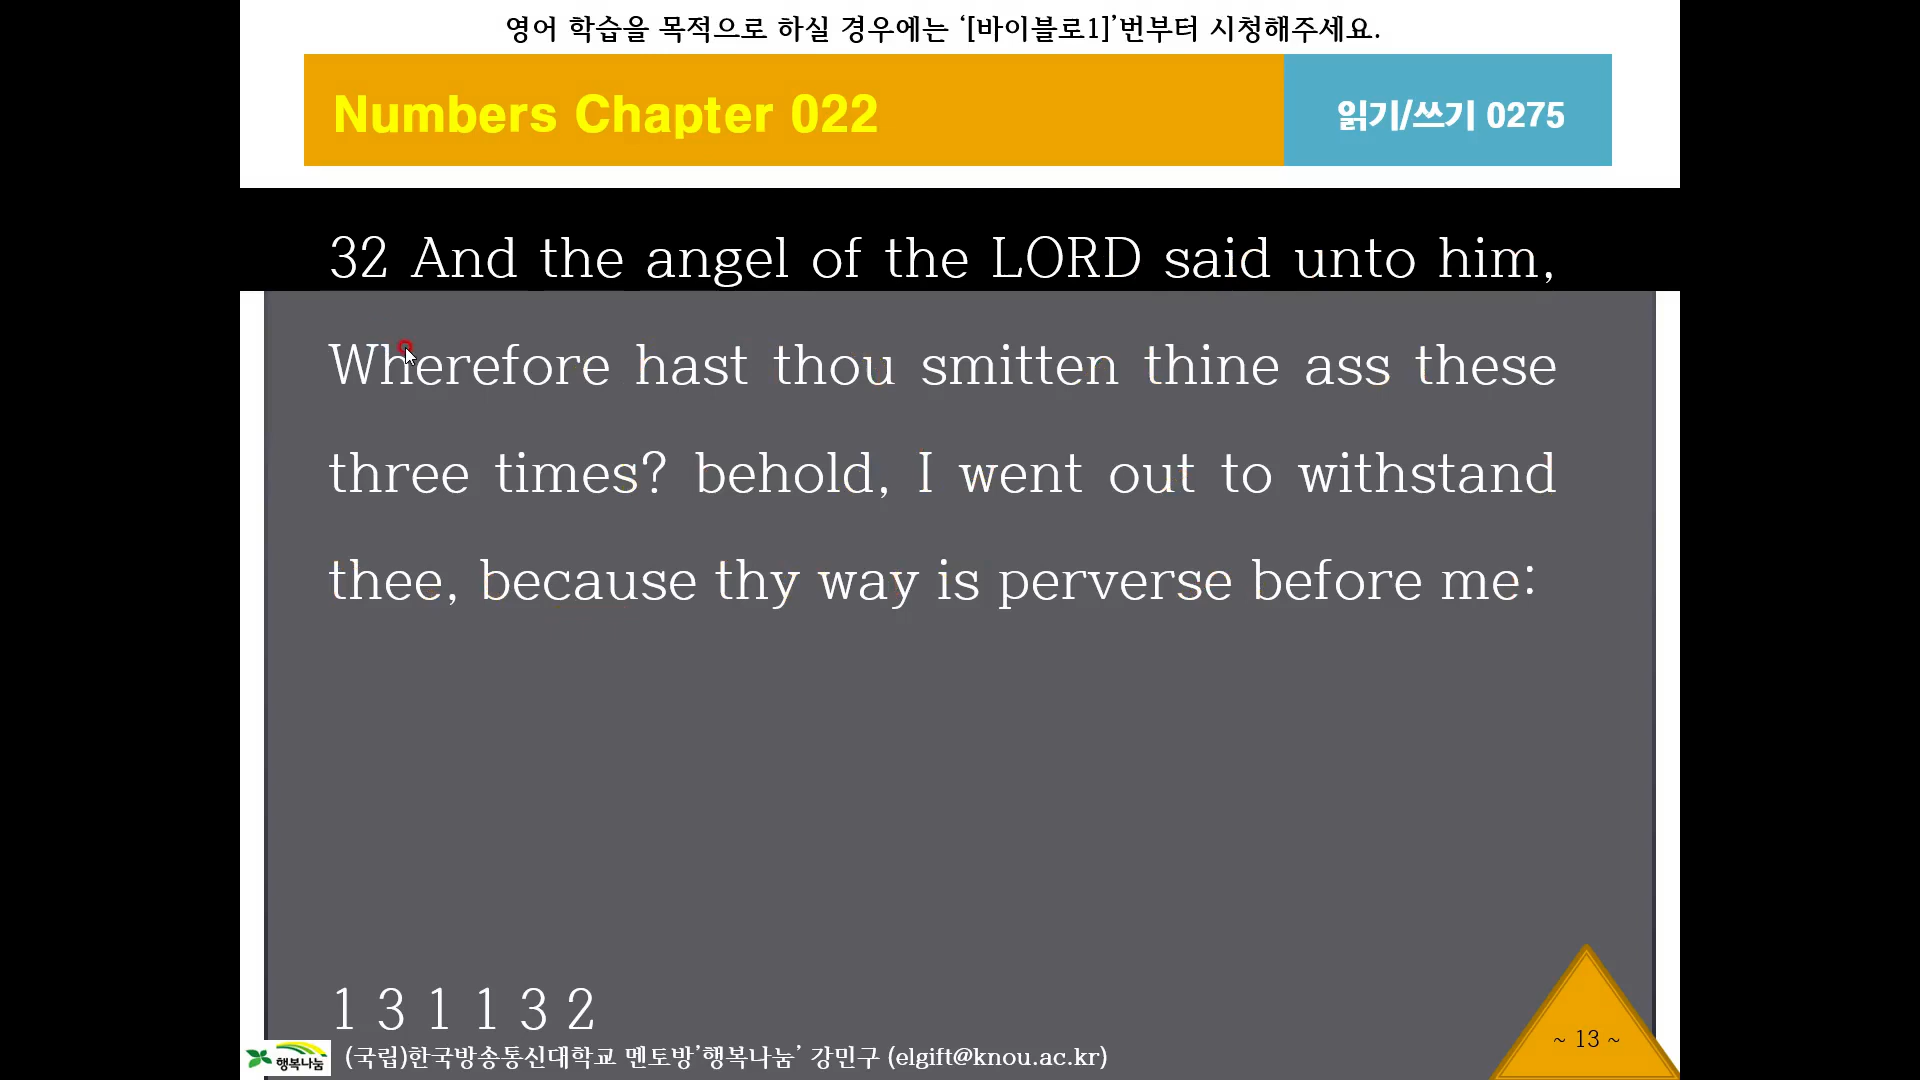 영어 학습을 목적으로 하실 경우에는 ‘[바이블로1]’번부터 시청해주세요.
Numbers Chapter 022
읽기/쓰기 0275
32 And the angel of the LORD said unto him,
Wherefore hast thou smitten thine ass these
three times? behold, I went out to withstand
thee, because thy way is perverse before me:
1 3 1 1 3 2
행복나눔
(국립)한국방송통신대학교 멘토방’행복나눔’ 강민구 (elgift@knou.ac.kr)
~ 13 ~